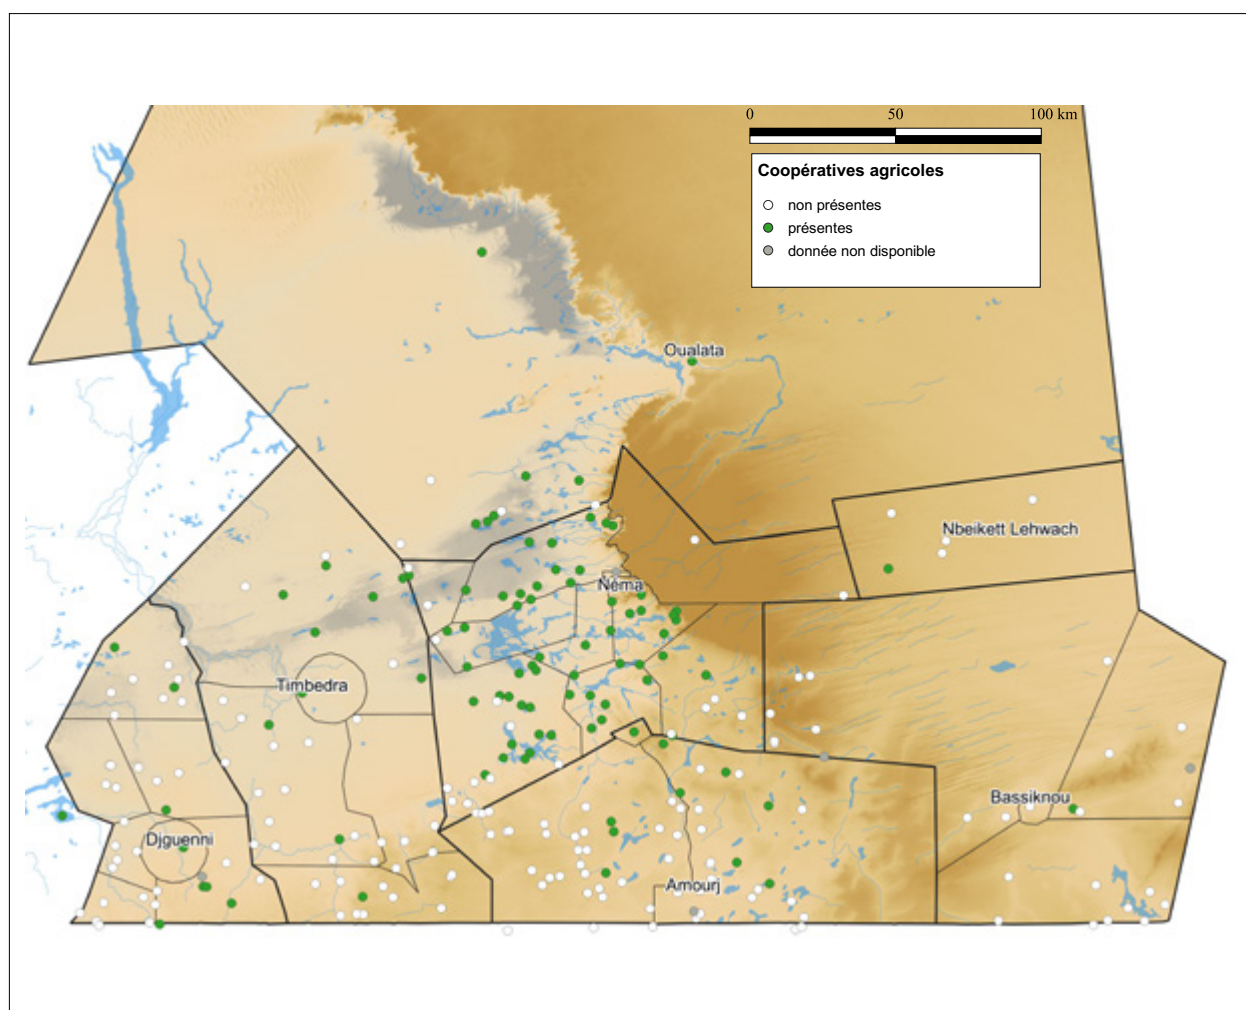 0 50 100 km
Coopératives agricoles
non présentes
présentes
donnée non disponible
Oualata
Nbeikett Lehwach
Néma
Timbedra
Bassiknou
Djguenni
Amourj